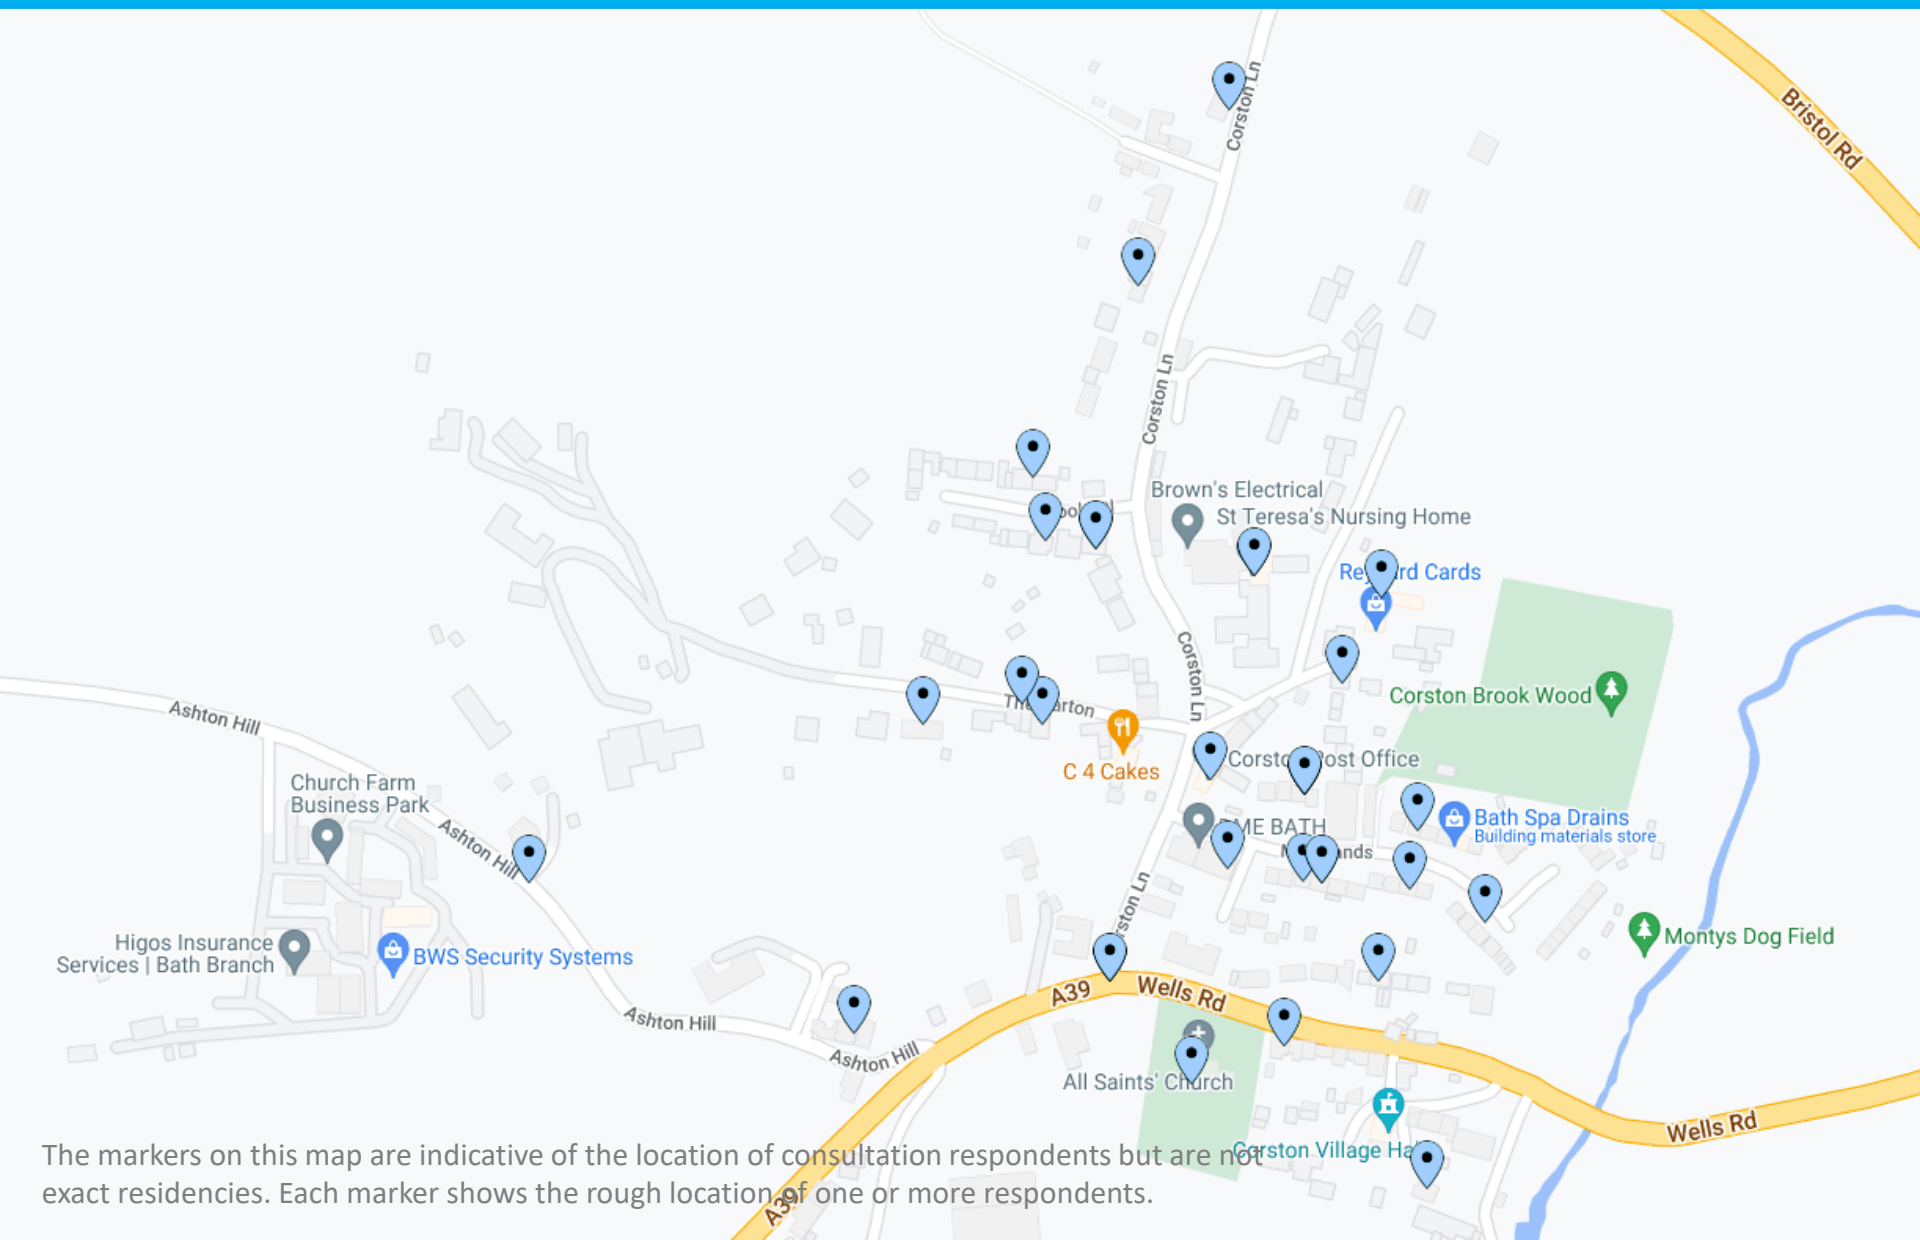 Corston Ln
Bristol Rd
Corston Ln
Brown's Electrical
St Teresa's Nursing Home
Cards
Corston Ln
Corston Brook Wood
Ashton Hill
C 4 Cakes
Post Office
Church Farm
Business Park
Ashton Hill
BATH
Bath Spa Drains
Building materials store
Higos Insurance
Services | Bath Branch
BWS Security Systems
Ln
Montys Dog Field
A39
Wells Rd
Ashton Hill
Ashton Hill
All Saints' Church
Wells Rd
Corston Village
The markers on this map are indicative of the location of consultation respondents but are not
exact residencies. Each marker shows the rough location of one or more respondents.
A39